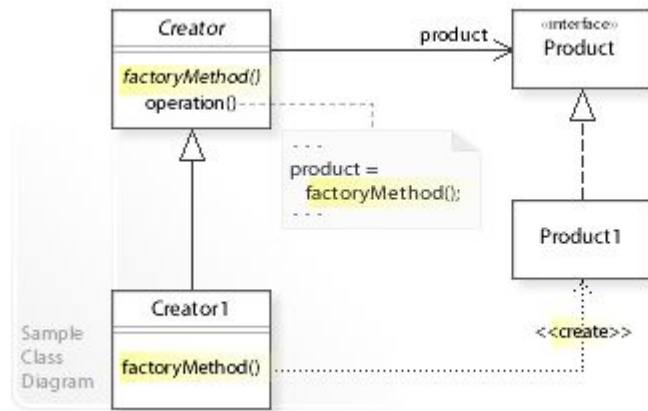 Creator
factoryMethod()
operation()
product
«interface»
Product
. . .
product =
factoryMethod();
. . .
Product1
Creator1
factoryMethod()
<<create>>
Sample
Class
Diagram